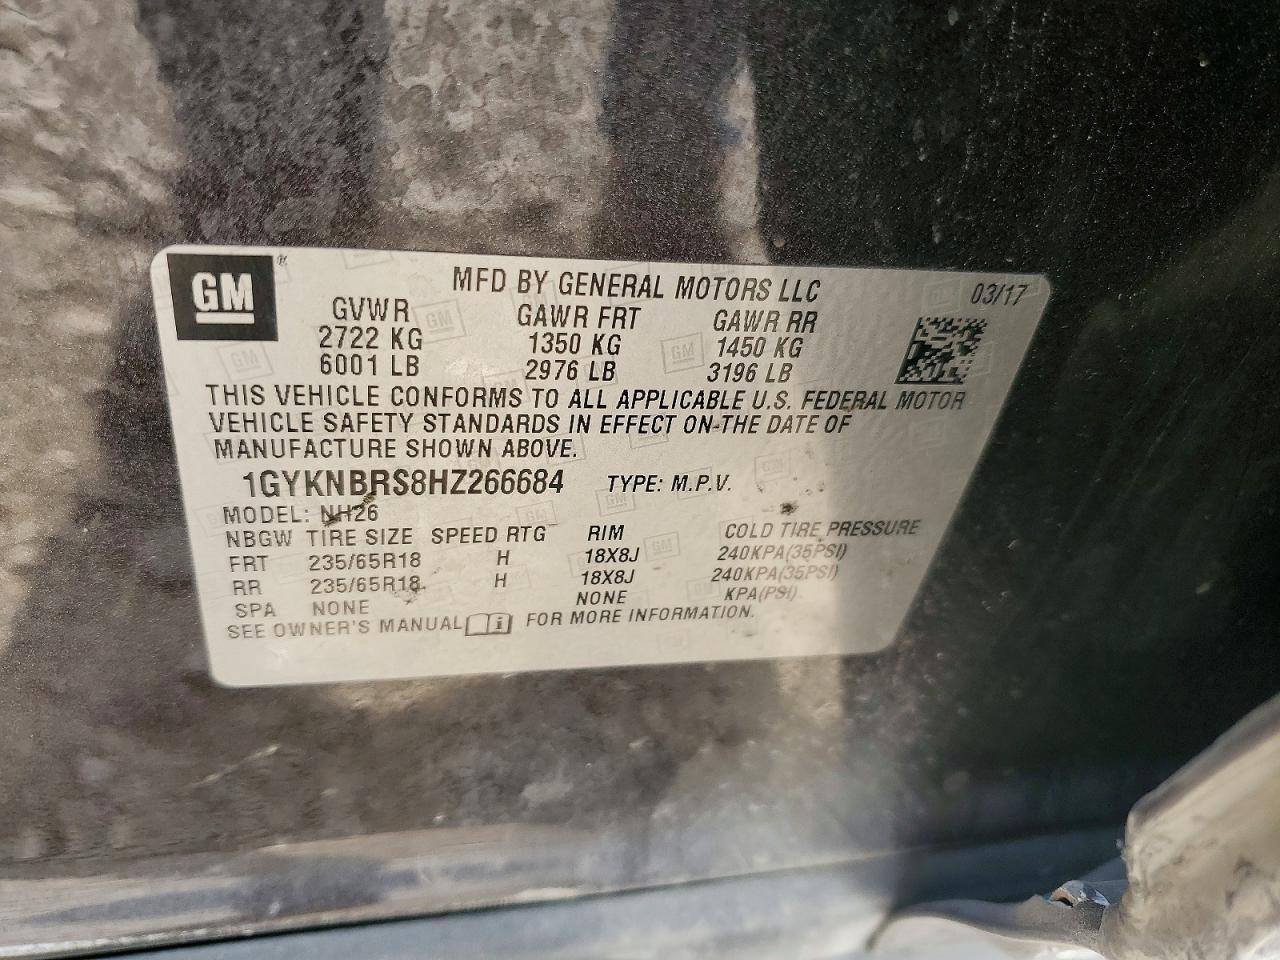 GM®
MFD BY GENERAL MOTORS LLC
03/17
GVWR GAWR FRT GAWR RR
2722 KG 1350 KG 1450 KG
6001 LB 2976 LB 3196 LB
THIS VEHICLE CONFORMS TO ALL APPLICABLE U.S. FEDERAL MOTOR
VEHICLE SAFETY STANDARDS IN EFFECT ON THE DATE OF
MANUFACTURE SHOWN ABOVE.
1GYKNBRS8HZ266684 TYPE: M.P.V.
MODEL: NH26
NBGW TIRE SIZE SPEED RTG RIM COLD TIRE PRESSURE
FRT 235/65R18 H 18X8J 240KPA(35PSI)
RR 235/65R18 H 18X8J 240KPA(35PSI)
SPA NONE NONE KPA(PSI)
SEE OWNER'S MANUAL FOR MORE INFORMATION.